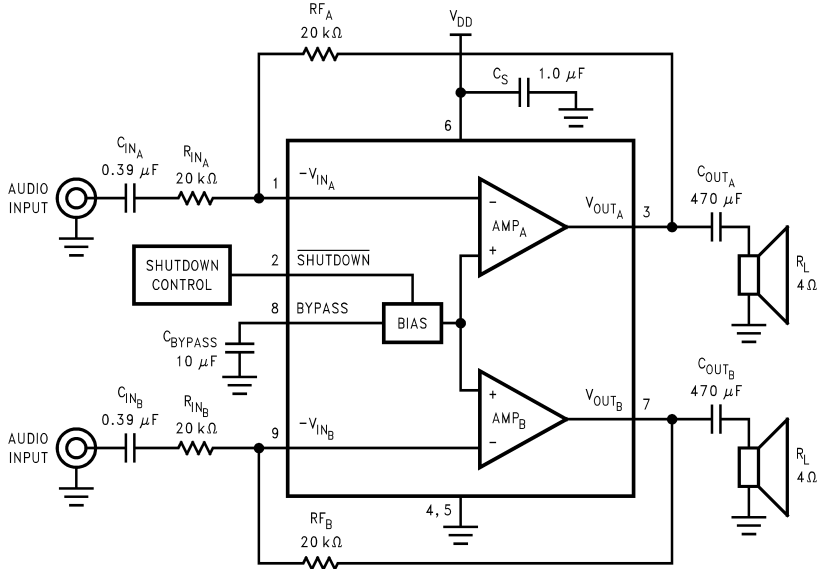 RF_A
20 kΩ
V_DD
C_S
1.0 μF
6
C_IN_A
0.39 μF
R_IN_A
20 kΩ
AUDIO
INPUT
1
-V_IN_A
-
AMP_A
+
V_OUT_A
3
C_OUT_A
470 μF
R_L
4Ω
SHUTDOWN
CONTROL
2
SHUTDOWN
8
BYPASS
BIAS
C_BYPASS
10 μF
C_IN_B
0.39 μF
R_IN_B
20 kΩ
AUDIO
INPUT
9
-V_IN_B
+
AMP_B
-
V_OUT_B
7
C_OUT_B
470 μF
R_L
4Ω
4, 5
RF_B
20 kΩ